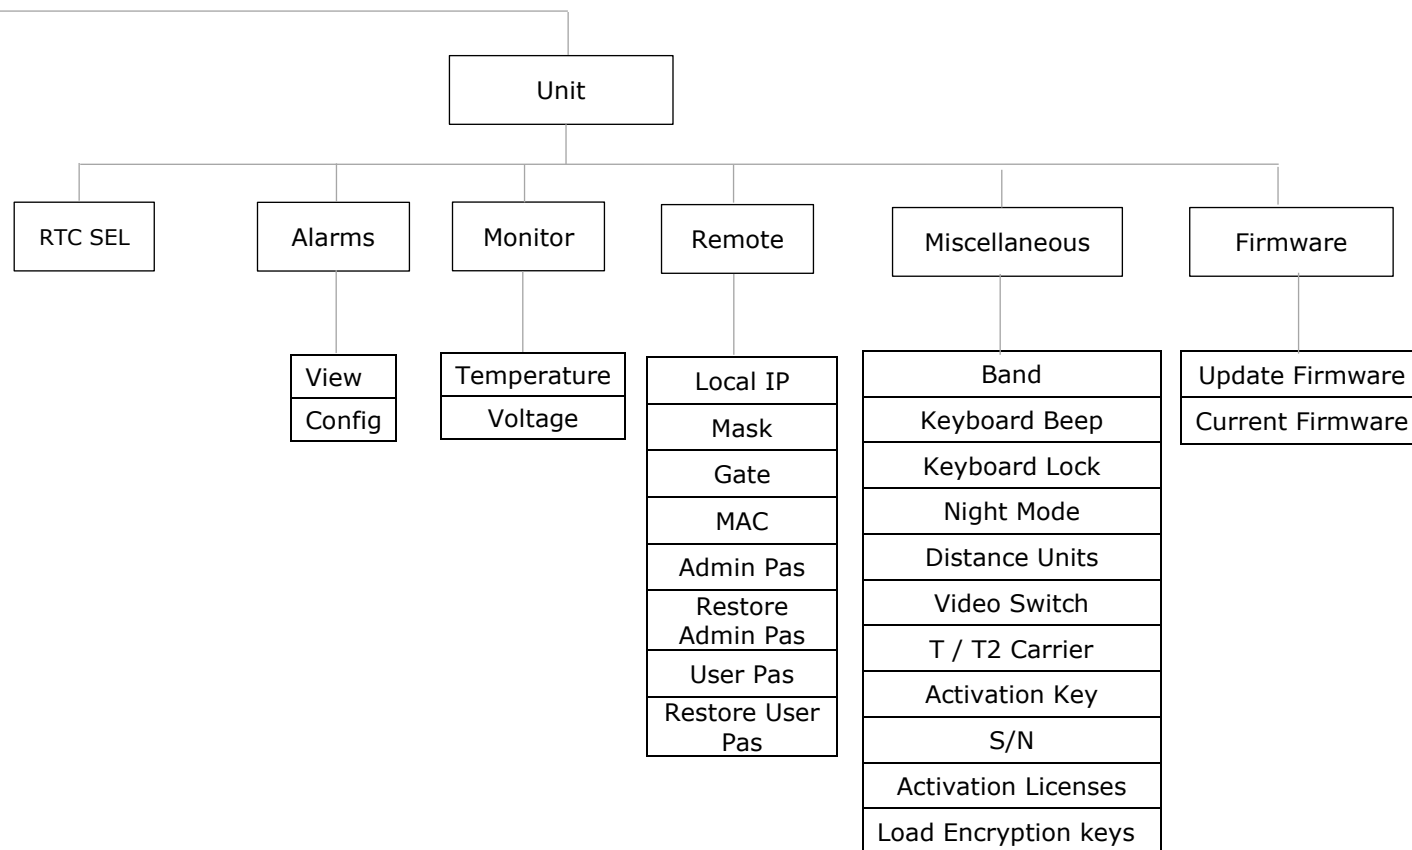 Unit
RTC SEL
Alarms
Monitor
Remote
Miscellaneous
Firmware
View
Config
Temperature
Voltage
Local IP
Mask
Gate
MAC
Admin Pas
Restore
Admin Pas
User Pas
Restore User
Pas
Band
Keyboard Beep
Keyboard Lock
Night Mode
Distance Units
Video Switch
T / T2 Carrier
Activation Key
S/N
Activation Licenses
Load Encryption keys
Update Firmware
Current Firmware